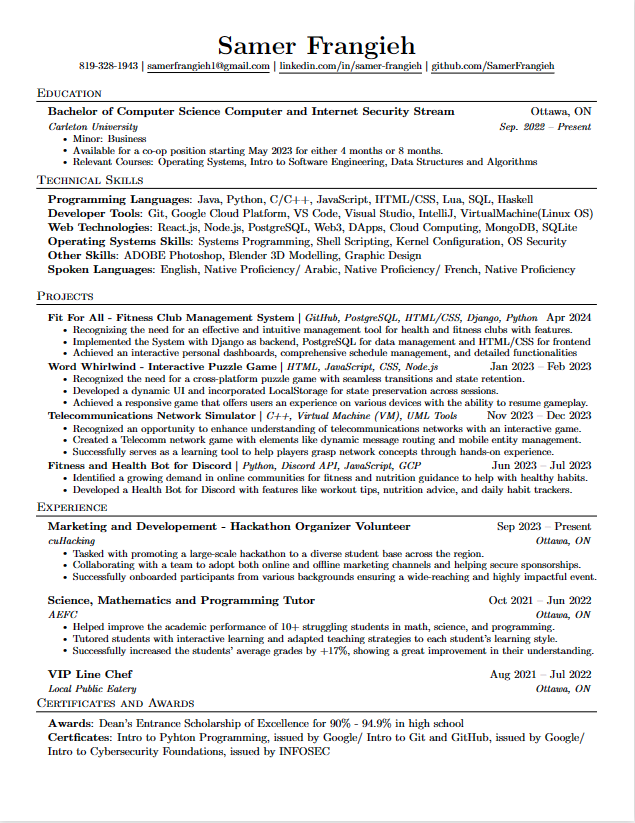 Samer Frangieh
819-328-1943 | samerfrangieh1@gmail.com | linkedin.com/in/samer-frangieh | github.com/SamerFrangieh
Education
Bachelor of Computer Science Computer and Internet Security Stream Ottawa, ON
Carleton University Sep. 2022 – Present
• Minor: Business
• Available for a co-op position starting May 2023 for either 4 months or 8 months.
• Relevant Courses: Operating Systems, Intro to Software Engineering, Data Structures and Algorithms
Technical Skills
Programming Languages: Java, Python, C/C++, JavaScript, HTML/CSS, Lua, SQL, Haskell
Developer Tools: Git, Google Cloud Platform, VS Code, Visual Studio, IntelliJ, VirtualMachine(Linux OS)
Web Technologies: React.js, Node.js, PostgreSQL, Web3, DApps, Cloud Computing, MongoDB, SQLite
Operating Systems Skills: Systems Programming, Shell Scripting, Kernel Configuration, OS Security
Other Skills: ADOBE Photoshop, Blender 3D Modelling, Graphic Design
Spoken Languages: English, Native Proficiency/ Arabic, Native Proficiency/ French, Native Proficiency
Projects
Fit For All - Fitness Club Management System | GitHub, PostgreSQL, HTML/CSS, Django, Python Apr 2024
• Recognizing the need for an effective and intuitive management tool for health and fitness clubs with features.
• Implemented the System with Django as backend, PostgreSQL for data management and HTML/CSS for frontend
• Achieved an interactive personal dashboards, comprehensive schedule management, and detailed functionalities
Word Whirlwind - Interactive Puzzle Game | HTML, JavaScript, CSS, Node.js Jan 2023 – Feb 2023
• Recognized the need for a cross-platform puzzle game with seamless transitions and state retention.
• Developed a dynamic UI and incorporated LocalStorage for state preservation across sessions.
• Achieved a responsive game that offers users an experience on various devices with the ability to resume gameplay.
Telecommunications Network Simulator | C++, Virtual Machine (VM), UML Tools Nov 2023 – Dec 2023
• Recognized an opportunity to enhance understanding of telecommunications networks with an interactive game.
• Created a Telecomm network game with elements like dynamic message routing and mobile entity management.
• Successfully serves as a learning tool to help players grasp network concepts through hands-on experience.
Fitness and Health Bot for Discord | Python, Discord API, JavaScript, GCP Jun 2023 – Jul 2023
• Identified a growing demand in online communities for fitness and nutrition guidance to help with healthy habits.
• Developed a Health Bot for Discord with features like workout tips, nutrition advice, and daily habit trackers.
Experience
Marketing and Developement - Hackathon Organizer Volunteer Sep 2023 – Present
cuHacking Ottawa, ON
• Tasked with promoting a large-scale hackathon to a diverse student base across the region.
• Collaborating with a team to adopt both online and offline marketing channels and helping secure sponsorships.
• Successfully onboarded participants from various backgrounds ensuring a wide-reaching and highly impactful event.
Science, Mathematics and Programming Tutor Oct 2021 – Jun 2022
AEFC Ottawa, ON
• Helped improve the academic performance of 10+ struggling students in math, science, and programming.
• Tutored students with interactive learning and adapted teaching strategies to each student's learning style.
• Successfully increased the students' average grades by +17%, showing a great improvement in their understanding.
VIP Line Chef Aug 2021 – Jul 2022
Local Public Eatery Ottawa, ON
Certificates and Awards
Awards: Dean's Entrance Scholarship of Excellence for 90% - 94.9% in high school
Certficates: Intro to Pyhton Programming, issued by Google/ Intro to Git and GitHub, issued by Google/
Intro to Cybersecurity Foundations, issued by INFOSEC